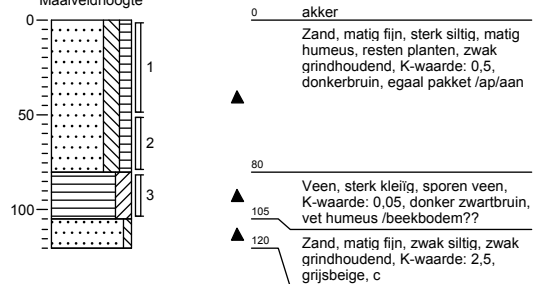 Maaiveldhoogte
0
50
100
1
2
3
0
akker
Zand, matig fijn, sterk siltig, matig
humeus, resten planten, zwak
grindhoudend, K-waarde: 0,5,
donkerbruin, egaal pakket /ap/aan
80
Veen, sterk kleiïg, sporen veen,
K-waarde: 0,05, donker zwartbruin,
vet humeus /beekbodem??
105
120
Zand, matig fijn, zwak siltig, zwak
grindhoudend, K-waarde: 2,5,
grijsbeige, c